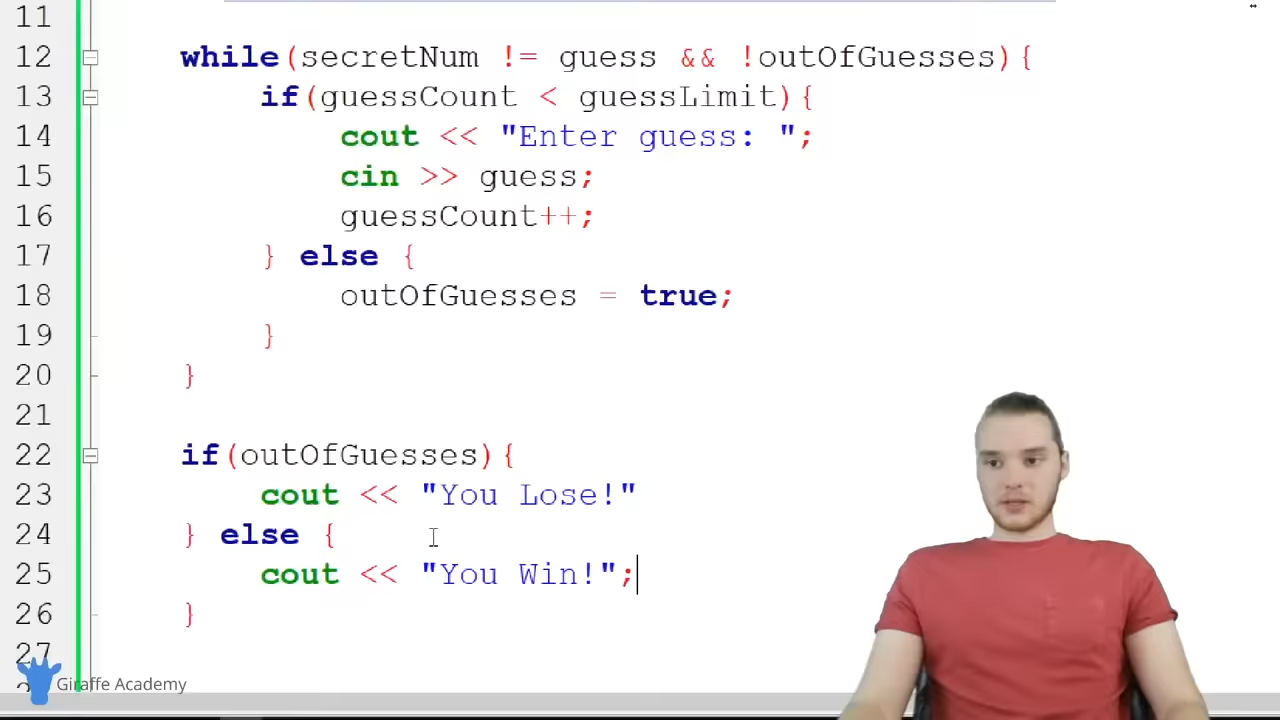 11
12 while(secretNum != guess && !outOfGuesses){
13 if(guessCount < guessLimit){
14 cout << "Enter guess: ";
15 cin >> guess;
16 guessCount++;
17 } else {
18 outOfGuesses = true;
19 }
20 }
21
22 if(outOfGuesses){
23 cout << "You Lose!"
24 } else {
25 cout << "You Win!";
26 }
27
Giraffe Academy